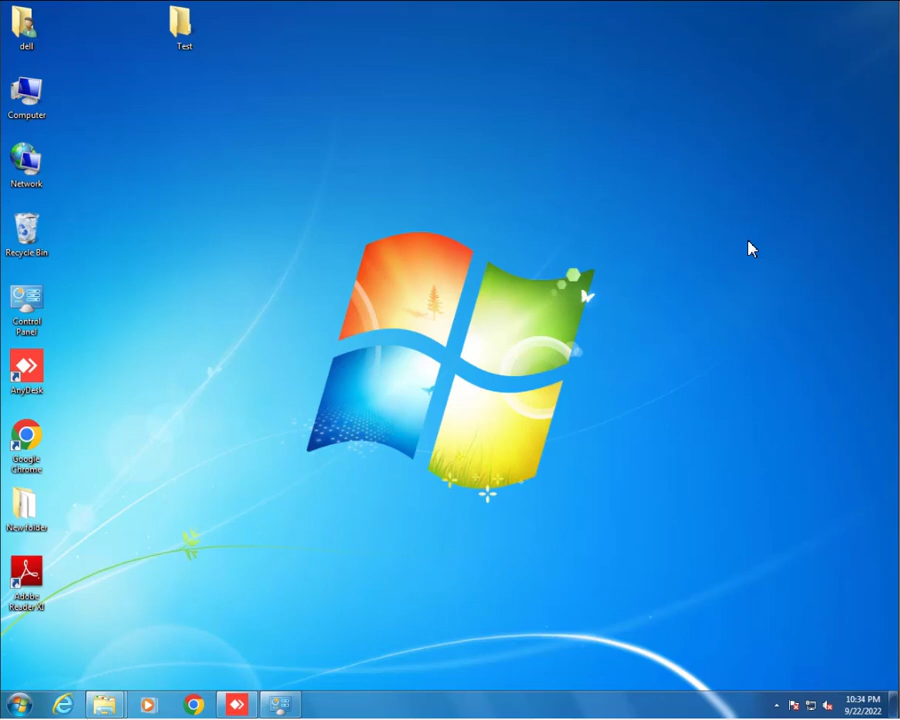 dell
Test
Computer
Network
Recycle Bin
Control
Panel
AnyDesk
Google
Chrome
New folder
Adobe
Reader XI
10:34 PM
9/22/2022